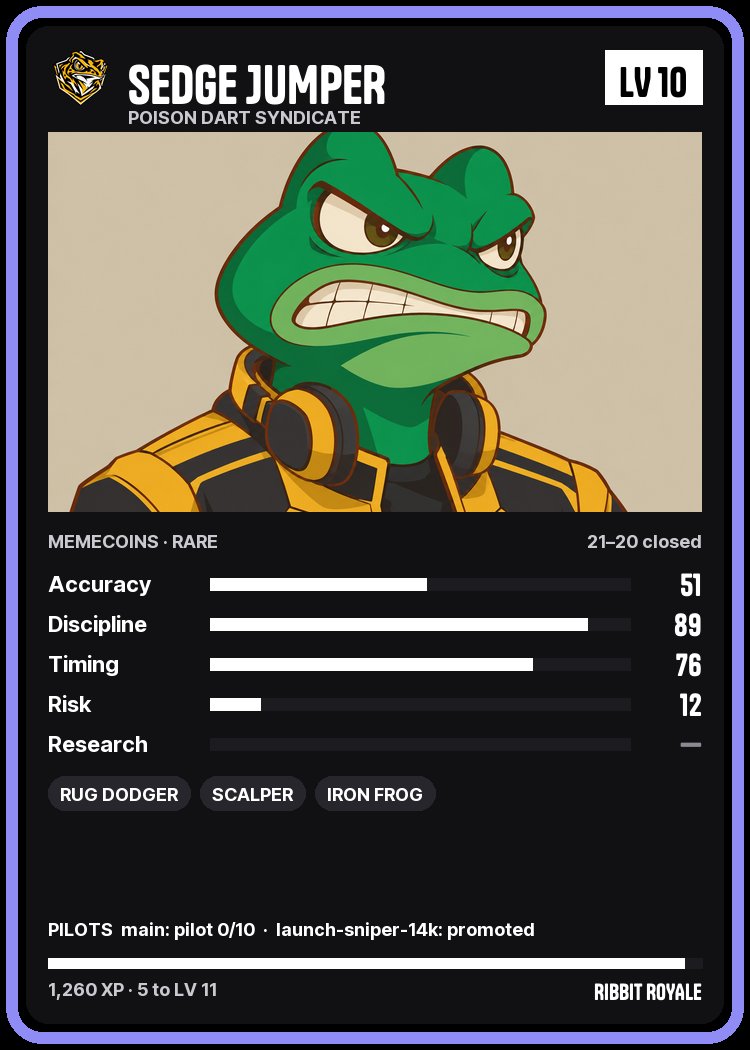 SEDGE JUMPER
LV 10
POISON DART SYNDICATE
MEMECOINS · RARE
21–20 closed
Accuracy 51
Discipline 89
Timing 76
Risk 12
Research —
RUG DODGER SCALPER IRON FROG
PILOTS main: pilot 0/10 · launch-sniper-14k: promoted
1,260 XP · 5 to LV 11
RIBBIT ROYALE